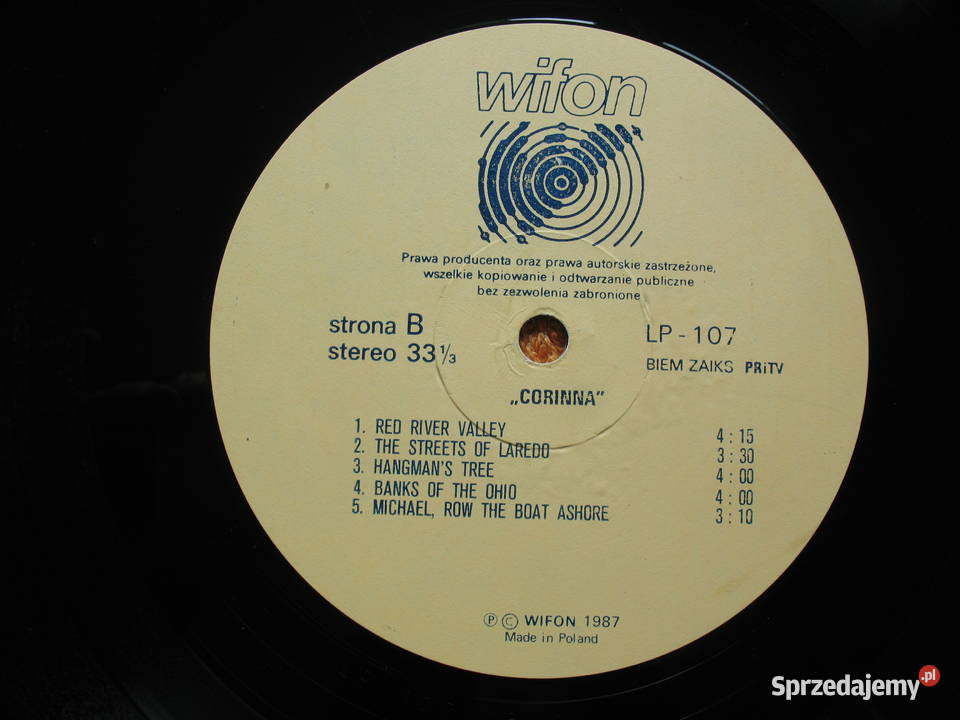 wifon
Prawa producenta oraz prawa autorskie zastrzeżone,
wszelkie kopiowanie i odtwarzanie publiczne
bez zezwolenia zabronione
strona B
stereo 33 1/3
LP - 107
BIEM ZAIKS PRiTV
„CORINNA”
1. RED RIVER VALLEY 4 : 15
2. THE STREETS OF LAREDO 3 : 30
3. HANGMAN'S TREE 4 : 00
4. BANKS OF THE OHIO 4 : 00
5. MICHAEL, ROW THE BOAT ASHORE 3 : 10
Ⓟ © WIFON 1987
Made in Poland
Sprzedajemy.pl